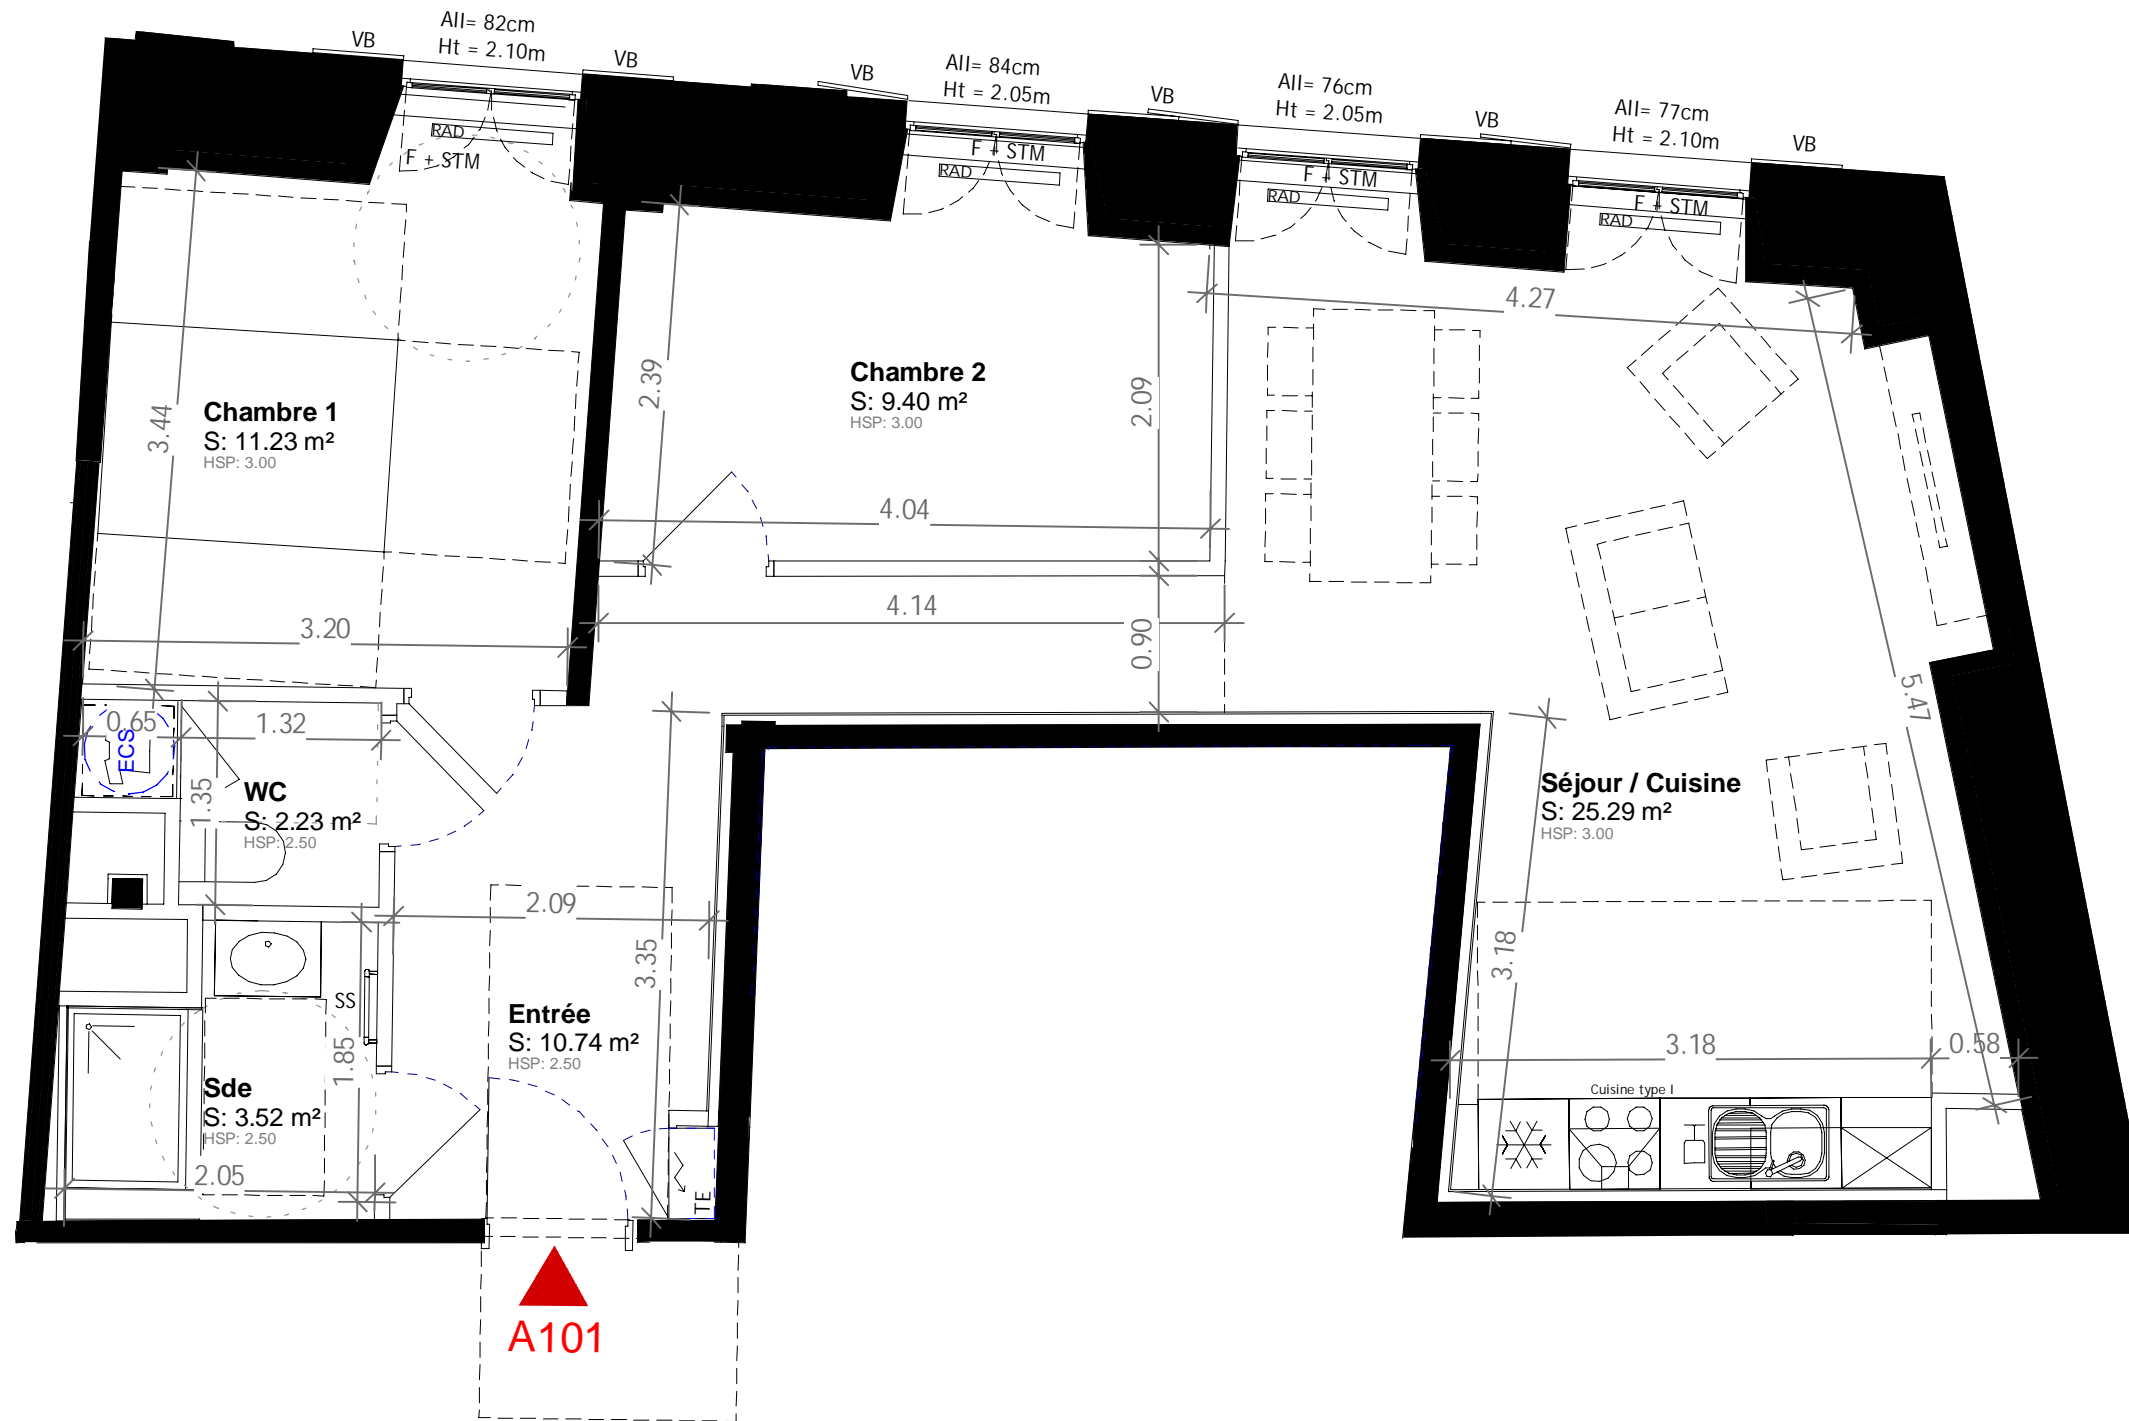 All= 82cm
Ht = 2.10m
VB
VB
VB
All= 84cm
Ht = 2.05m
VB
All= 76cm
Ht = 2.05m
VB
All= 77cm
Ht = 2.10m
VB
RAD
F + STM
RAD
F + STM
RAD
F + STM
RAD
F + STM
4.27
Chambre 1
S: 11.23 m²
HSP: 3.00
3.44
3.20
Chambre 2
S: 9.40 m²
HSP: 3.00
2.39
2.09
4.04
4.14
0.90
5.47
0.65
1.32
ECS
1.35
WC
S: 2.23 m²
HSP: 2.50
Séjour / Cuisine
S: 25.29 m²
HSP: 3.00
2.09
3.35
3.18
SS
Entrée
S: 10.74 m²
HSP: 2.50
1.85
Sde
S: 3.52 m²
HSP: 2.50
2.05
TE
3.18
0.58
Cuisine type I
A101